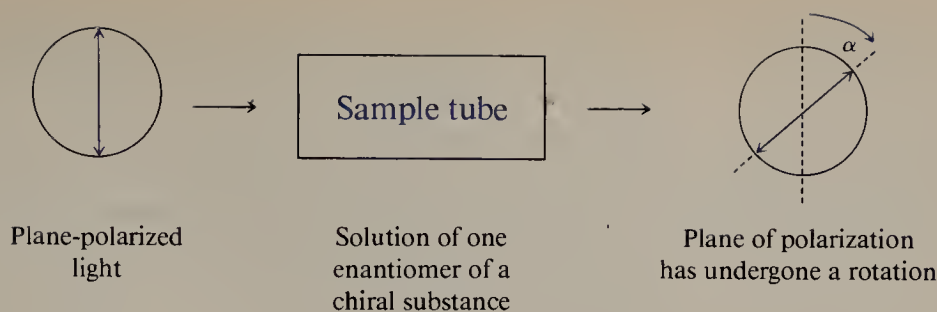 α
Sample tube
Plane-polarized
light
Solution of one
enantiomer of a
chiral substance
Plane of polarization
has undergone a rotation